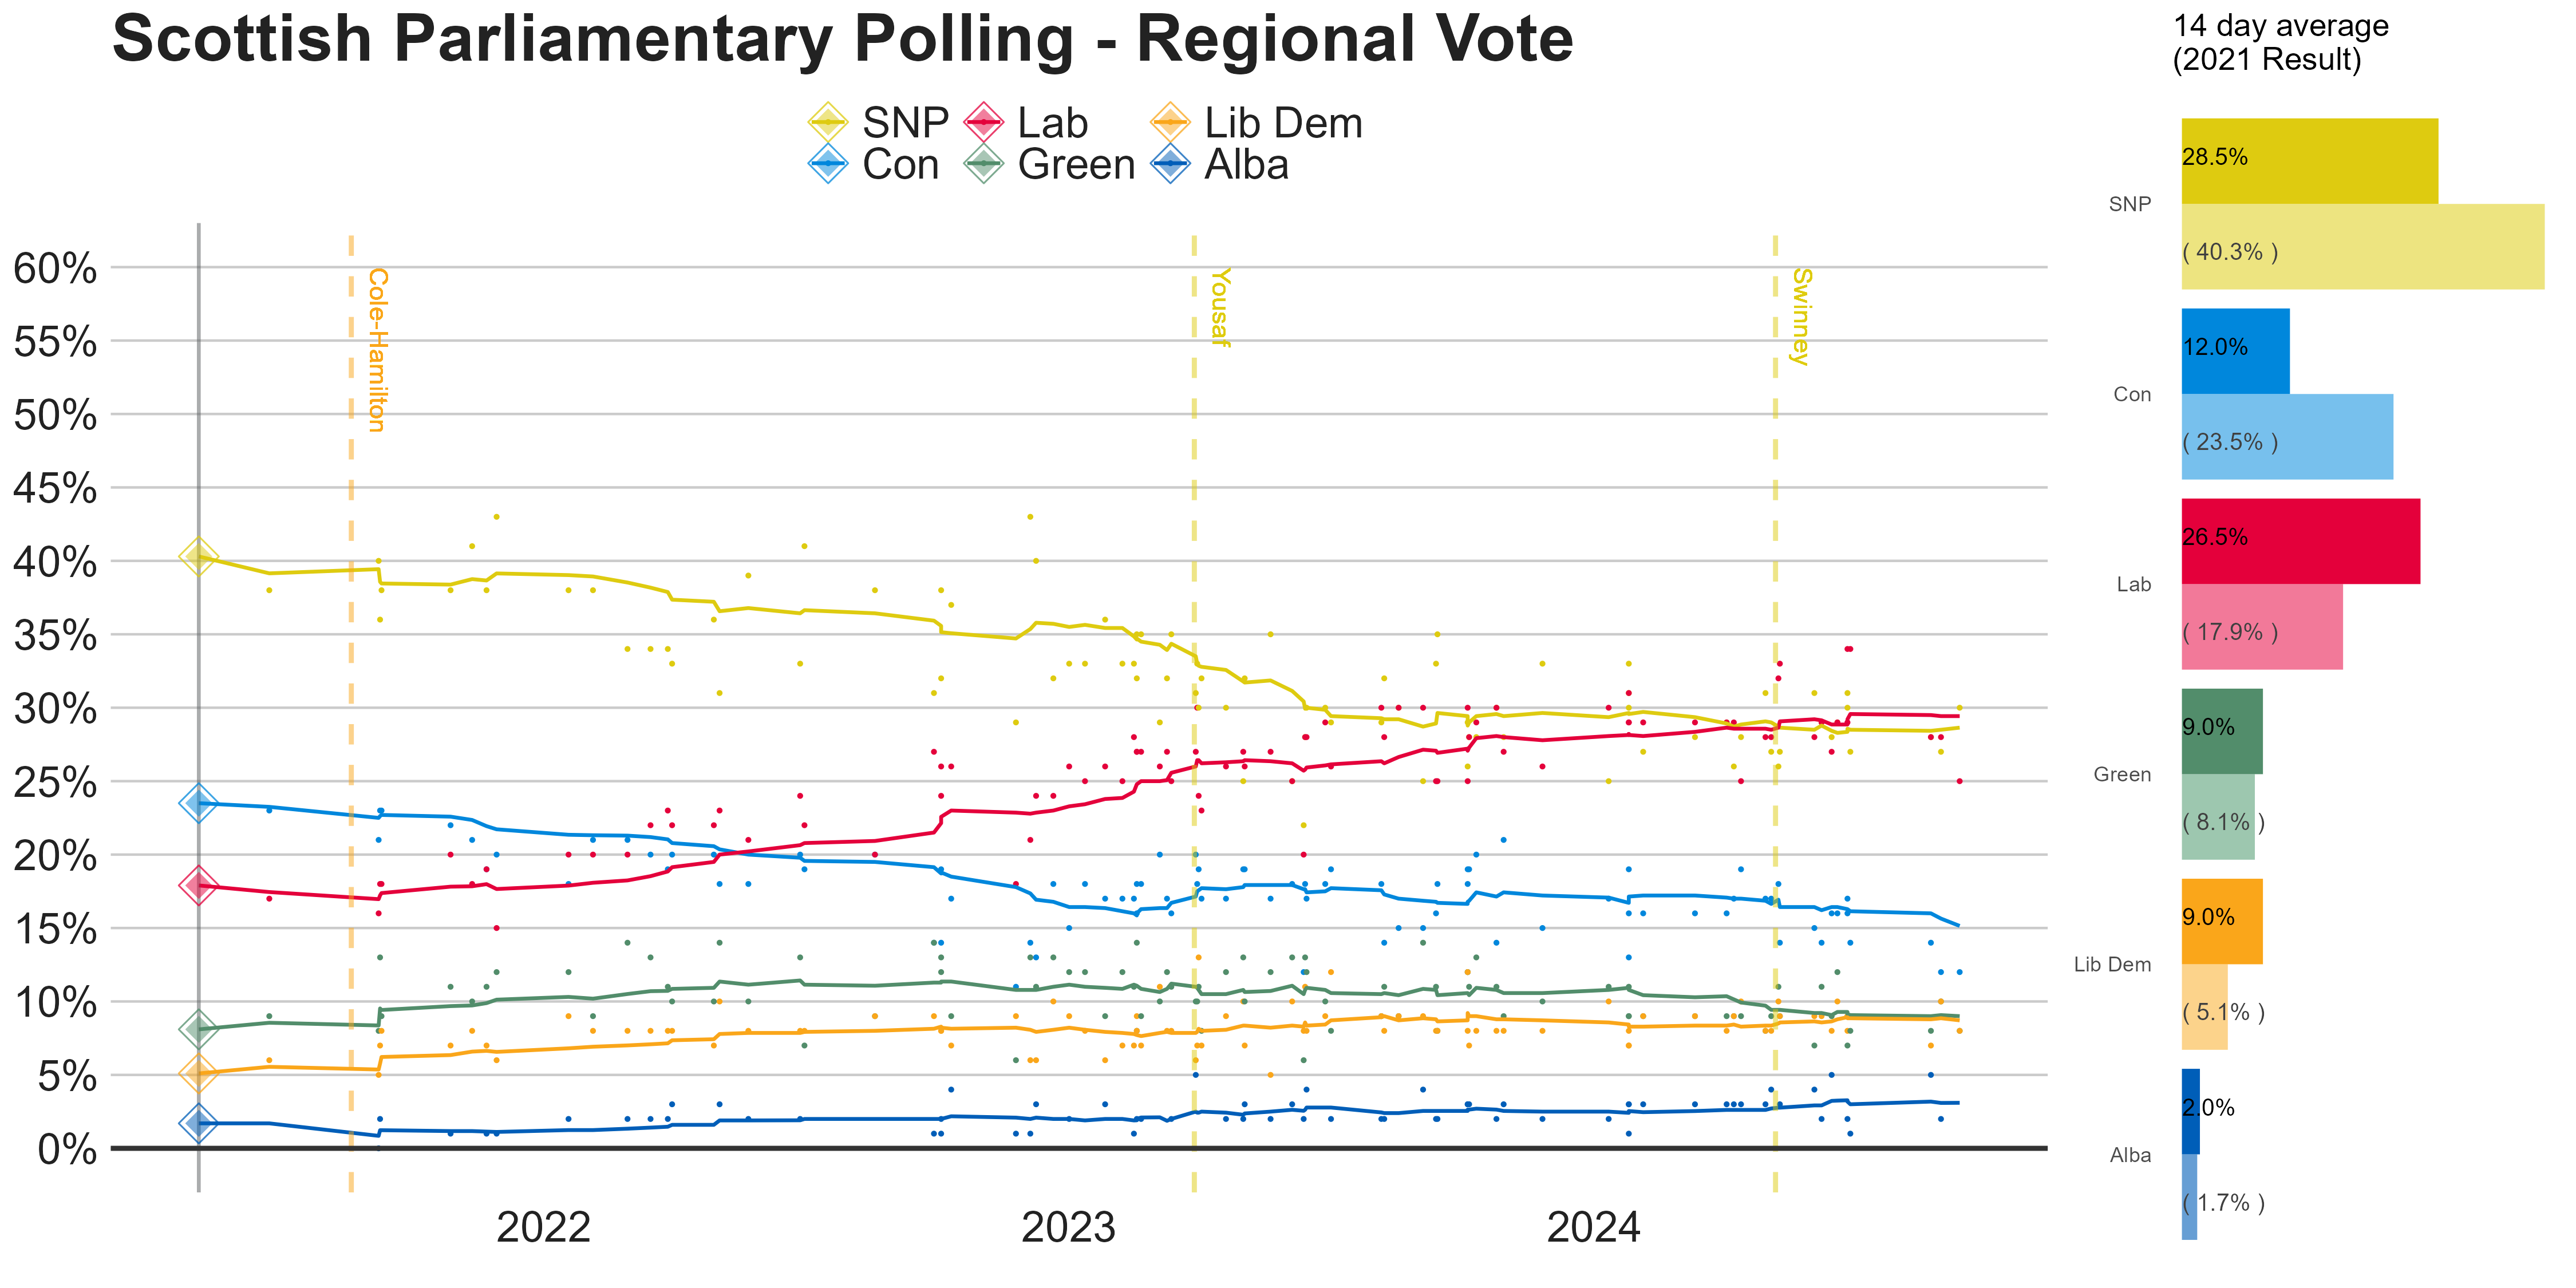 Scottish Parliamentary Polling - Regional Vote
14 day average
(2021 Result)
SNP Lab Lib Dem
Con Green Alba
60%
55%
50%
45%
40%
35%
30%
25%
20%
15%
10%
5%
0%
Cole-Hamilton
Yousaf
Swinney
2022 2023 2024
SNP
28.5%
( 40.3% )
Con
12.0%
( 23.5% )
Lab
26.5%
( 17.9% )
Green
9.0%
( 8.1% )
Lib Dem
9.0%
( 5.1% )
Alba
2.0%
( 1.7% )